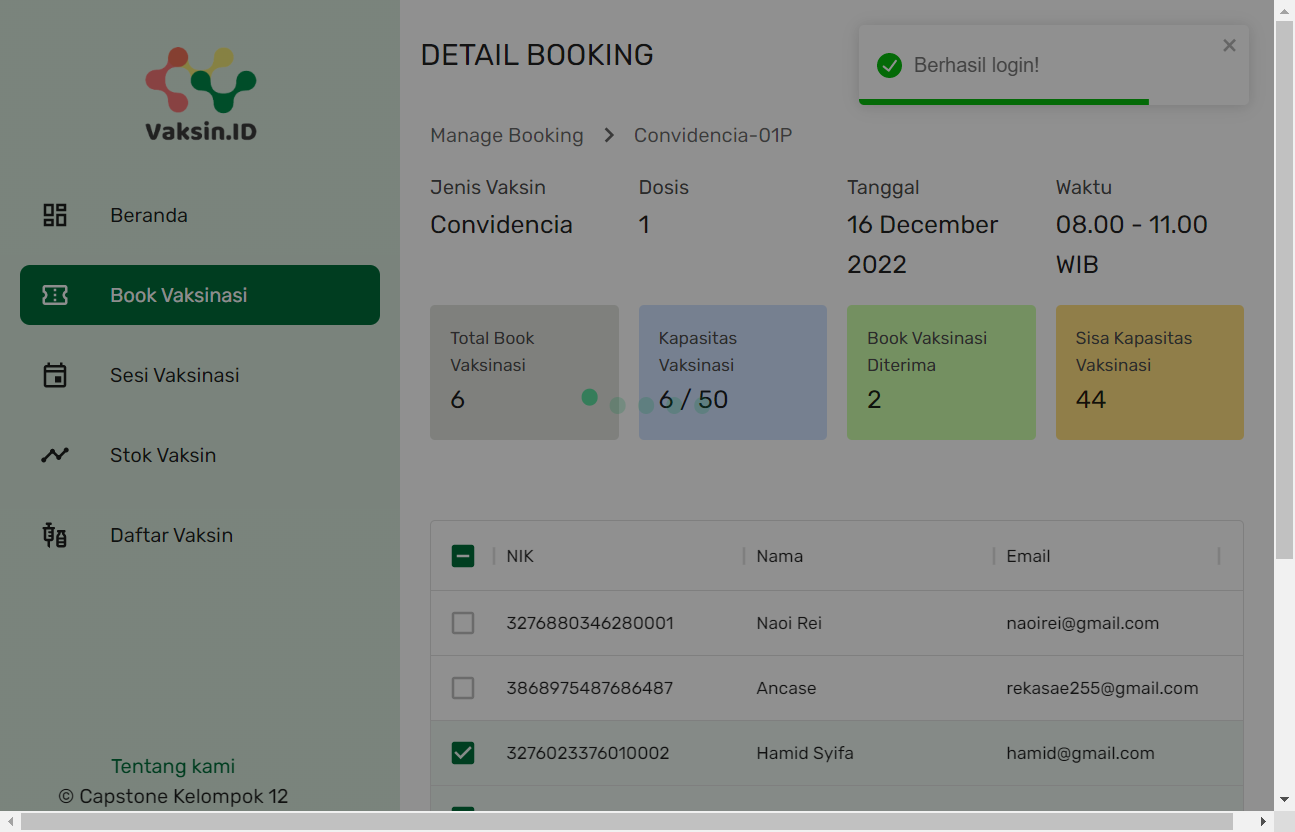 Vaksin.ID
Beranda
Book Vaksinasi
Sesi Vaksinasi
Stok Vaksin
Daftar Vaksin
Tentang kami
© Capstone Kelompok 12
DETAIL BOOKING
Berhasil login!
Manage Booking > Convidencia-01P
Jenis Vaksin
Convidencia
Dosis
1
Tanggal
16 December
2022
Waktu
08.00 - 11.00
WIB
Total Book
Vaksinasi
6
Kapasitas
Vaksinasi
6 / 50
Book Vaksinasi
Diterima
2
Sisa Kapasitas
Vaksinasi
44
NIK Nama Email
3276880346280001 Naoi Rei naoirei@gmail.com
3868975487686487 Ancase rekasae255@gmail.com
3276023376010002 Hamid Syifa hamid@gmail.com